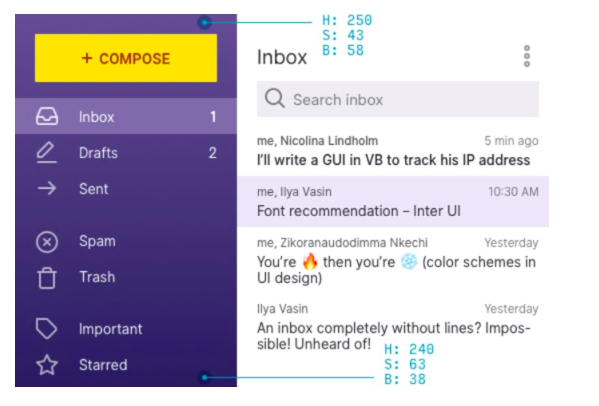 H: 250
S: 43
B: 58
+ COMPOSE
Inbox 1
Drafts 2
Sent
Spam
Trash
Important
Starred
Inbox
Search inbox
me, Nicolina Lindholm 5 min ago
I'll write a GUI in VB to track his IP address
me, Ilya Vasin 10:30 AM
Font recommendation – Inter UI
me, Zikoranaudodimma Nkechi Yesterday
You're 🔥 then you're ❄️ (color schemes in
UI design)
Ilya Vasin Yesterday
An inbox completely without lines? Impos-
sible! Unheard of!
H: 240
S: 63
B: 38